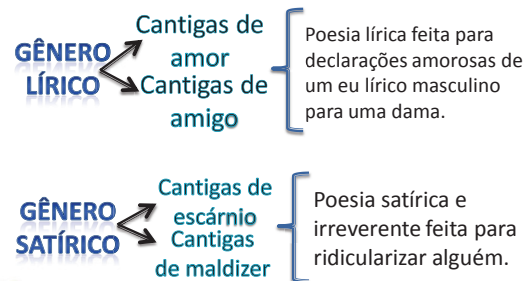 GÊNERO
LÍRICO
Cantigas de
amor
Cantigas de
amigo
Poesia lírica feita para
declarações amorosas de
um eu lírico masculino
para uma dama.
GÊNERO
SATÍRICO
Cantigas de
escárnio
Cantigas
de maldizer
Poesia satírica e
irreverente feita para
ridicularizar alguém.